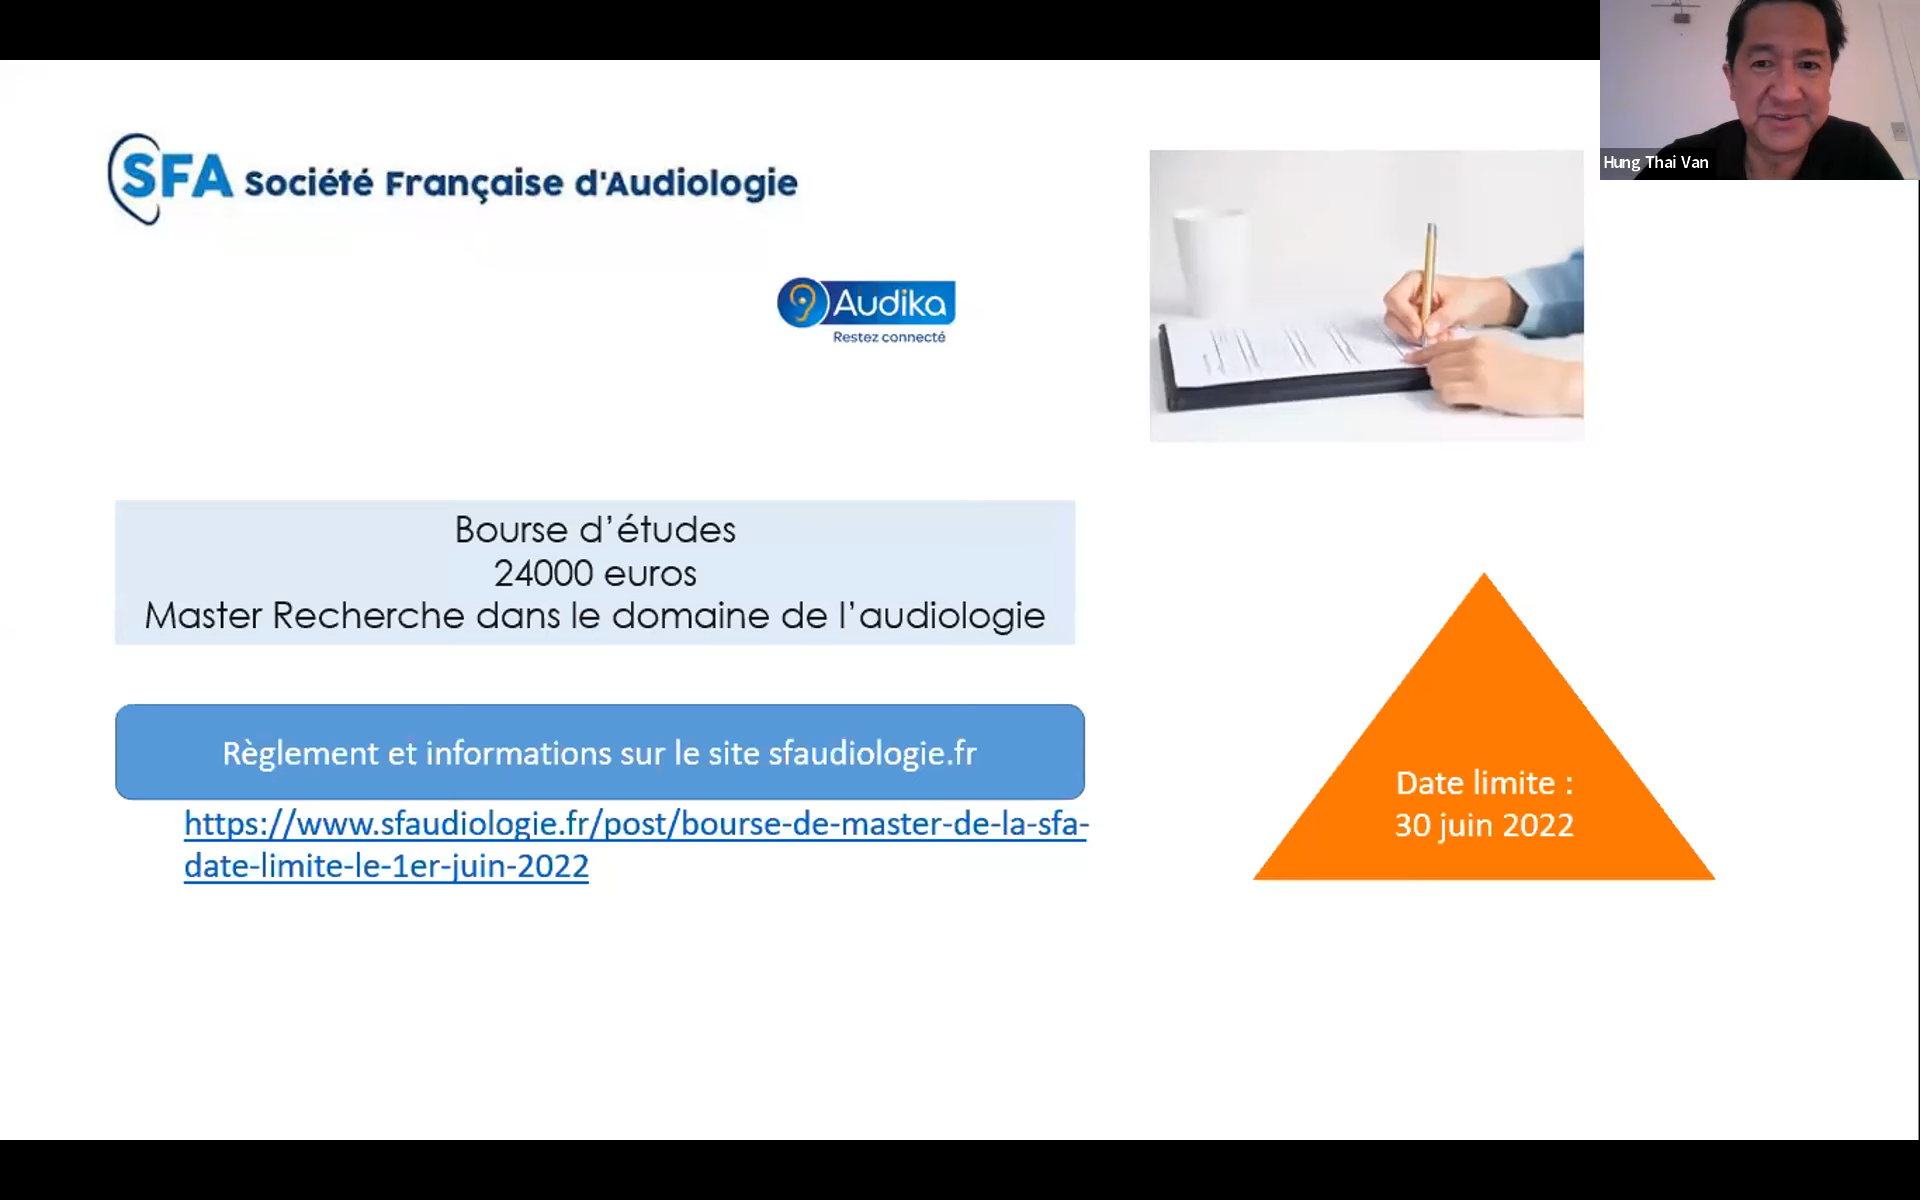 SFA Société Française d'Audiologie
Hung Thai Van
Audika
Restez connecté
Bourse d’études
24000 euros
Master Recherche dans le domaine de l’audiologie
Règlement et informations sur le site sfaudiologie.fr
https://www.sfaudiologie.fr/post/bourse-de-master-de-la-sfa-
date-limite-le-1er-juin-2022
Date limite :
30 juin 2022